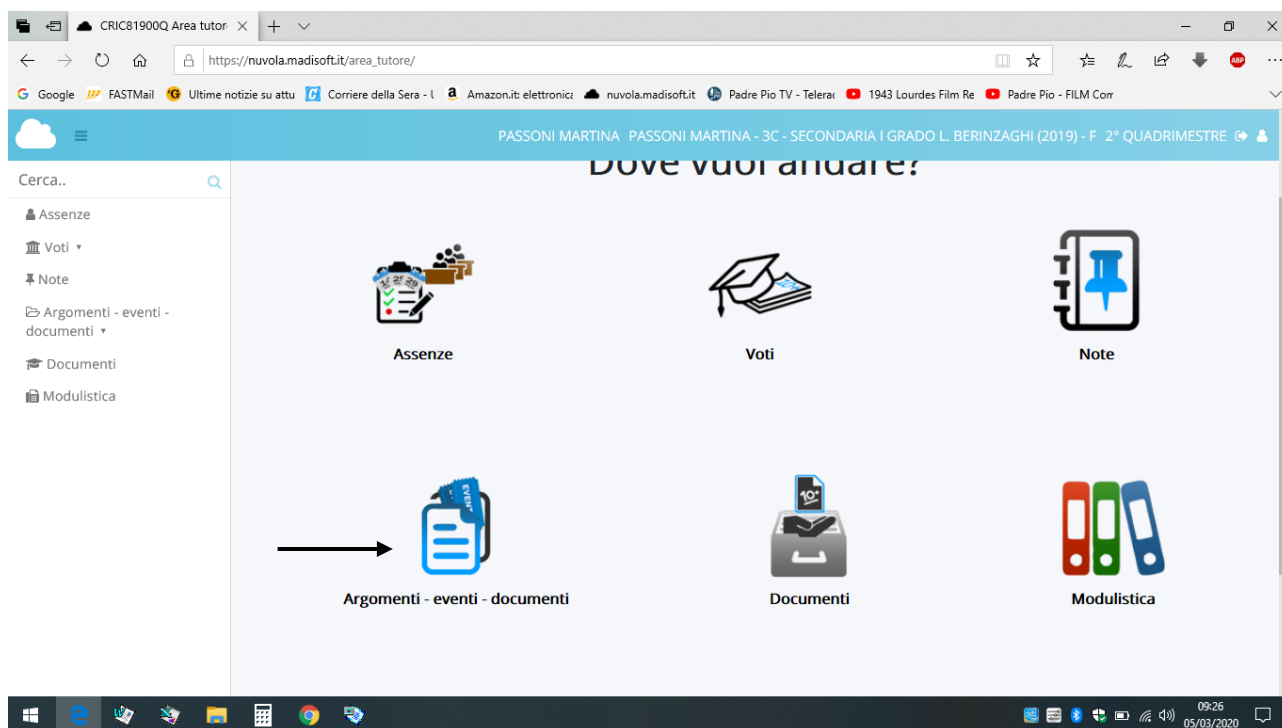 CRIC81900Q Area tutor
https://nuvola.madisoft.it/area_tutore/
ABP
Google FASTMail Ultime notizie su attu Corriere della Sera - l Amazon.it: elettronica nuvola.madisoft.it Padre Pio TV - Telerac 1943 Lourdes Film Re Padre Pio - FILM Com
PASSONI MARTINA PASSONI MARTINA - 3C - SECONDARIA I GRADO L. BERINZAGHI (2019) - F 2° QUADRIMESTRE
Dove vuoi andare?
Cerca..
Assenze
Voti
Note
Argomenti - eventi -
documenti
Documenti
Modulistica
Assenze
Voti
Note
EVEN
10+
Argomenti - eventi - documenti
Documenti
Modulistica
09:26
05/03/2020